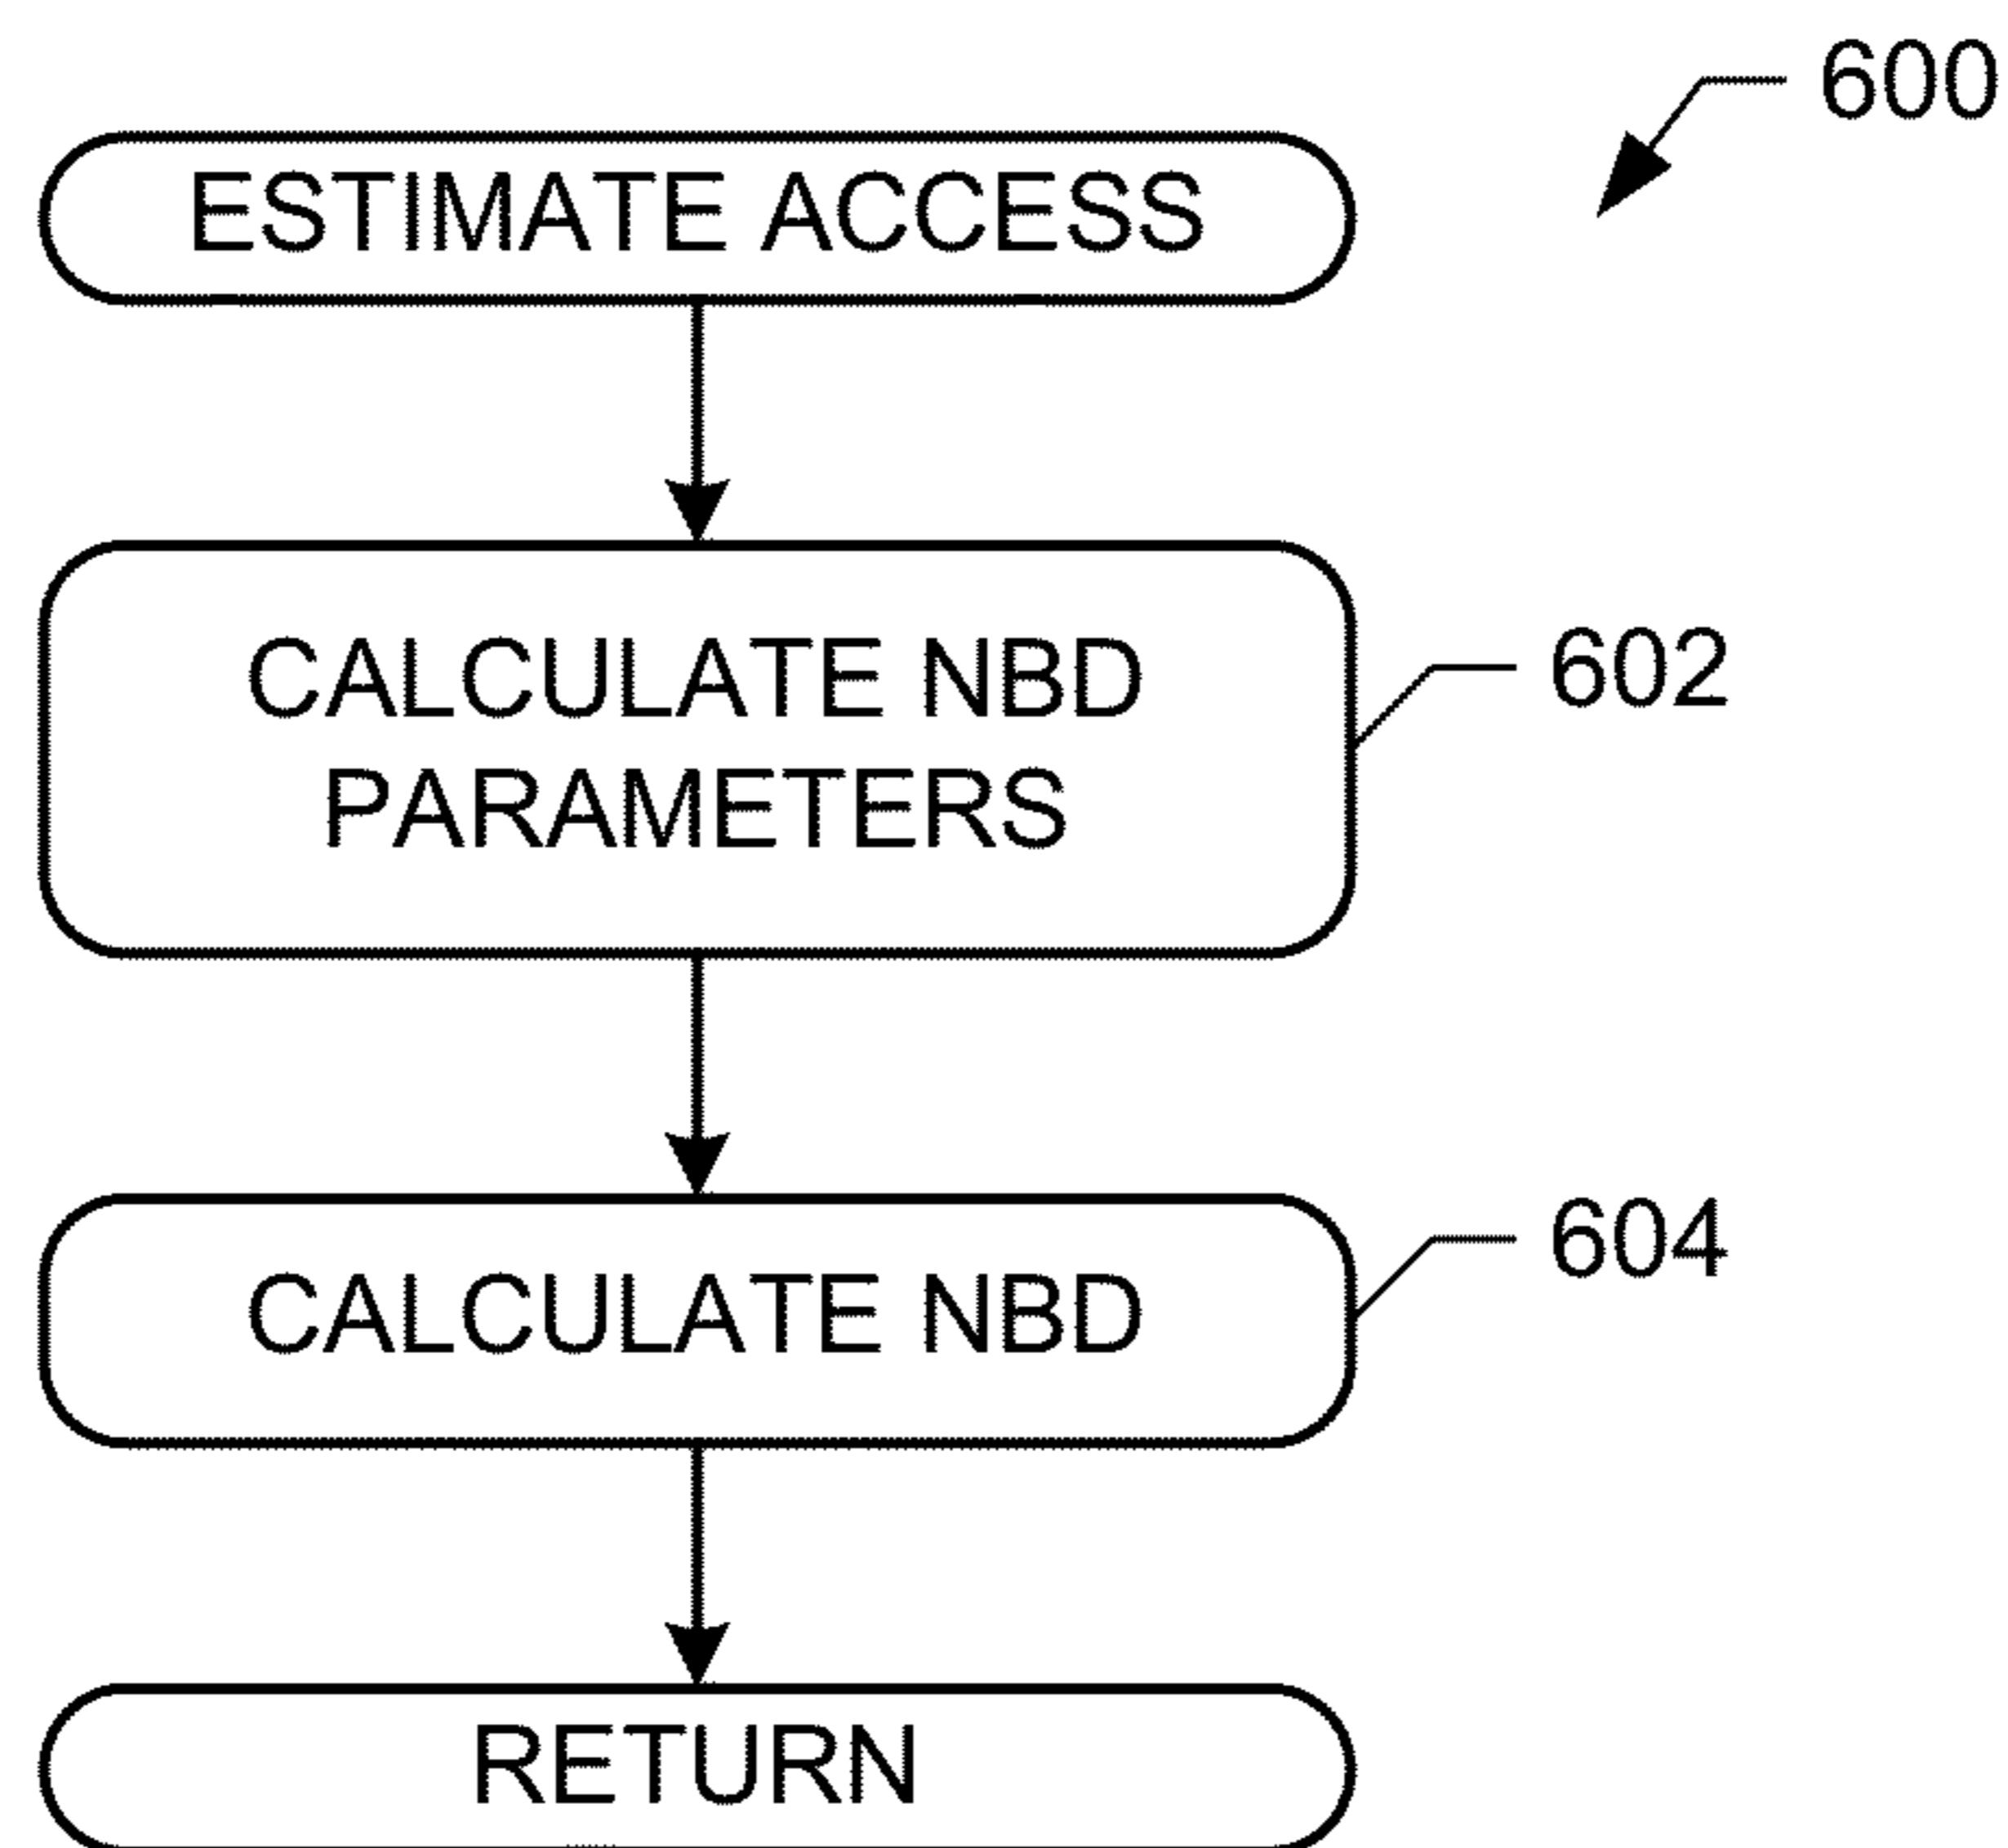 600
ESTIMATE ACCESS
CALCULATE NBD
PARAMETERS
602
CALCULATE NBD
604
RETURN